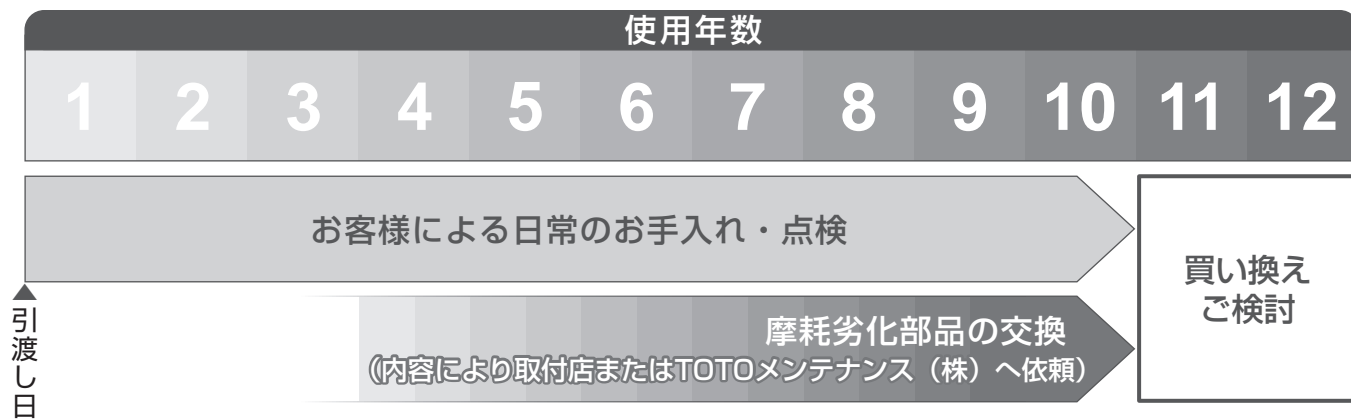 使用年数
1 2 3 4 5 6 7 8 9 10 11 12
お客様による日常のお手入れ・点検
買い換え
ご検討
引渡し日
摩耗劣化部品の交換
（内容により取付店またはTOTOメンテナンス（株）へ依頼）